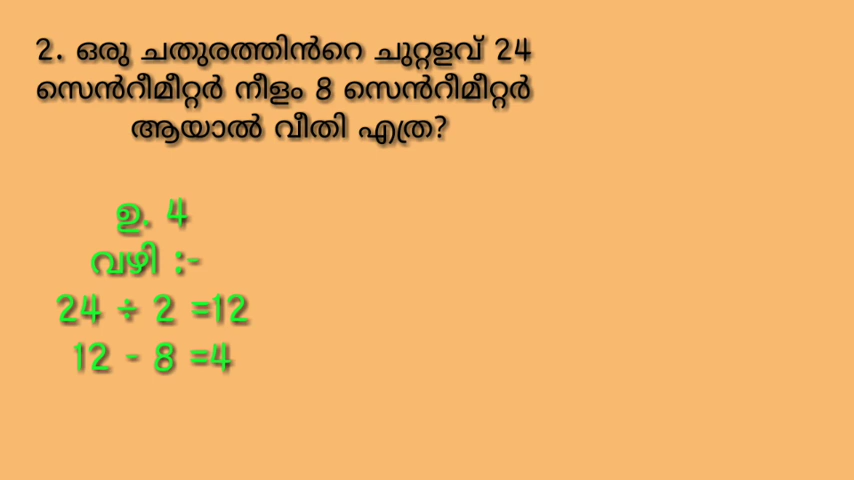 2. ഒരു ചതുരത്തിൻറെ ചുറ്റളവ് 24
സെൻറീമീറ്റർ നീളം 8 സെൻറീമീറ്റർ
ആയാൽ വീതി എത്ര?
ഉ. 4
വഴി :-
24 ÷ 2 =12
12 - 8 =4